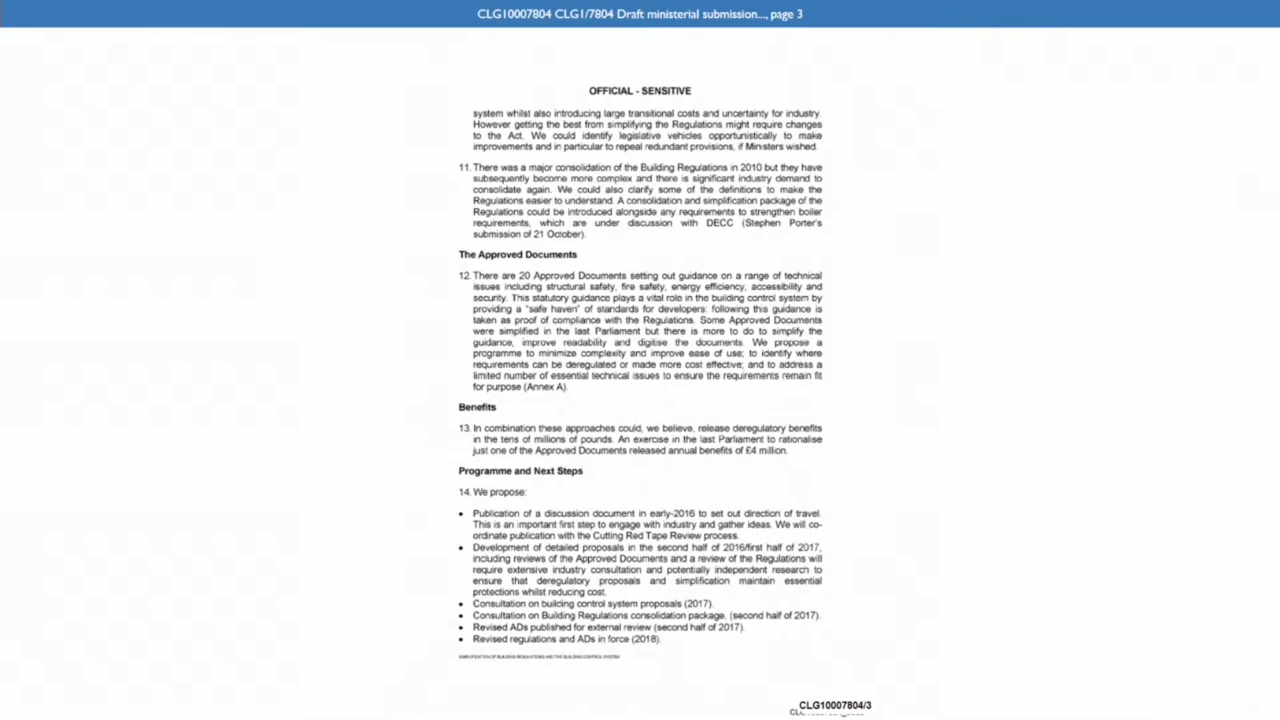 CLG10007804 CLG1/7804 Draft ministerial submission..., page 3
OFFICIAL - SENSITIVE
system whilst also introducing large transitional costs and uncertainty for industry.
However getting the best from simplifying the Regulations might require changes
to the Act. We could identify legislative vehicles opportunistically to make
improvements and in particular to repeal redundant provisions, if Ministers wished.
11. There was a major consolidation of the Building Regulations in 2010 but they have
subsequently become more complex and there is significant industry demand to
consolidate again. We could also clarify some of the definitions to make the
Regulations easier to understand. A consolidation and simplification package of the
Regulations could be introduced alongside any requirements to strengthen boiler
requirements, which are under discussion with DECC (Stephen Porter's
submission of 21 October).
The Approved Documents
12. There are 20 Approved Documents setting out guidance on a range of technical
issues including structural safety, fire safety, energy efficiency, accessibility and
security. This statutory guidance plays a vital role in the building control system by
providing a "safe haven" of standards for developers: following this guidance is
taken as proof of compliance with the Regulations. Some Approved Documents
were simplified in the last Parliament but there is more to do to simplify the
guidance, improve readability and digitise the documents. We propose a
programme to minimize complexity and improve ease of use; to identify where
requirements can be deregulated or made more cost effective; and to address a
limited number of essential technical issues to ensure the requirements remain fit
for purpose (Annex A).
Benefits
13. In combination these approaches could, we believe, release deregulatory benefits
in the tens of millions of pounds. An exercise in the last Parliament to rationalise
just one of the Approved Documents released annual benefits of £4 million.
Programme and Next Steps
14. We propose:
• Publication of a discussion document in early-2016 to set out direction of travel.
This is an important first step to engage with industry and gather ideas. We will co-
ordinate publication with the Cutting Red Tape Review process.
• Development of detailed proposals in the second half of 2016/first half of 2017,
including reviews of the Approved Documents and a review of the Regulations will
require extensive industry consultation and potentially independent research to
ensure that deregulatory proposals and simplification maintain essential
protections whilst reducing cost.
• Consultation on building control system proposals (2017).
• Consultation on Building Regulations consolidation package, (second half of 2017).
• Revised ADs published for external review (second half of 2017).
• Revised regulations and ADs in force (2018).
SIMPLIFICATION OF BUILDING REGULATIONS AND THE BUILDING CONTROL SYSTEM
CLG10007804/3